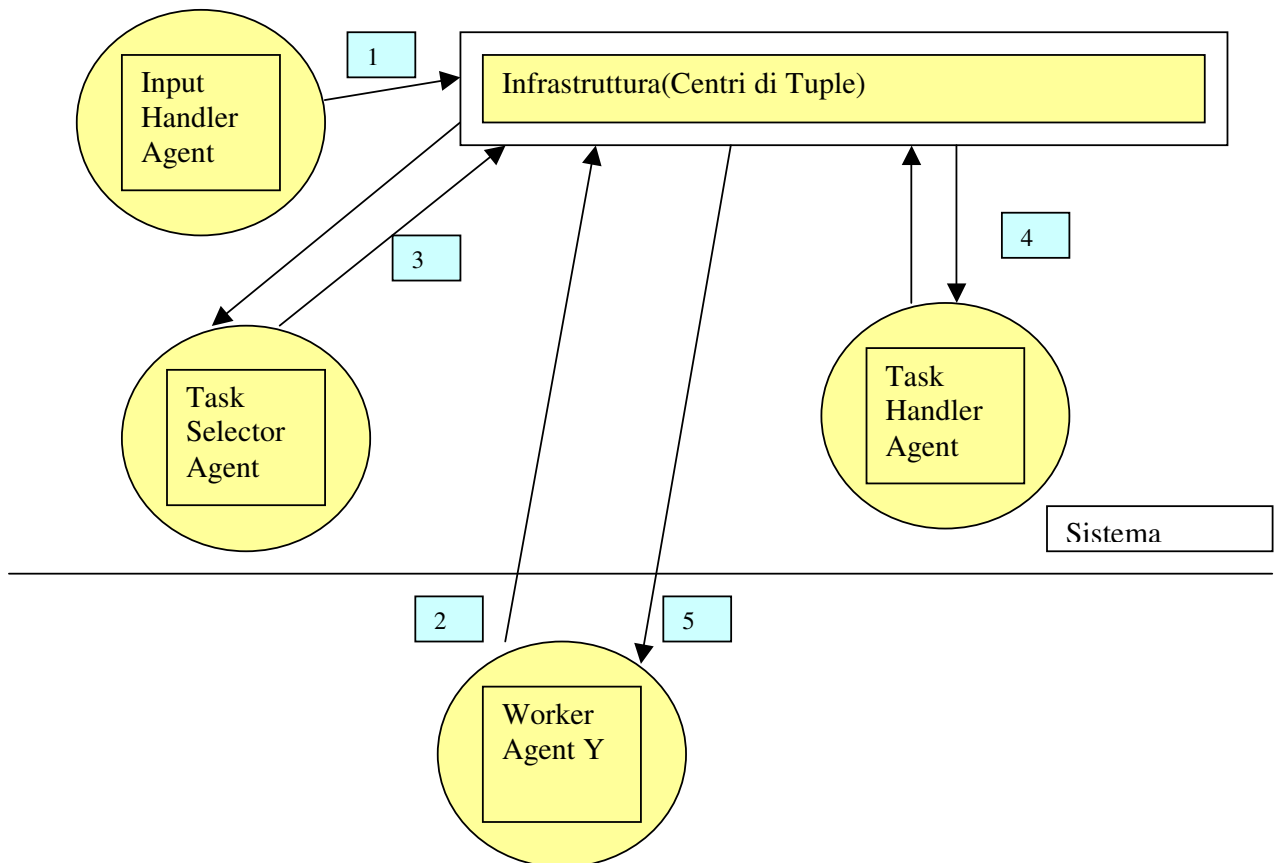 1
Input
Handler
Agent
Infrastruttura(Centri di Tuple)
3
4
Task
Selector
Agent
Task
Handler
Agent
Sistema
2
5
Worker
Agent Y